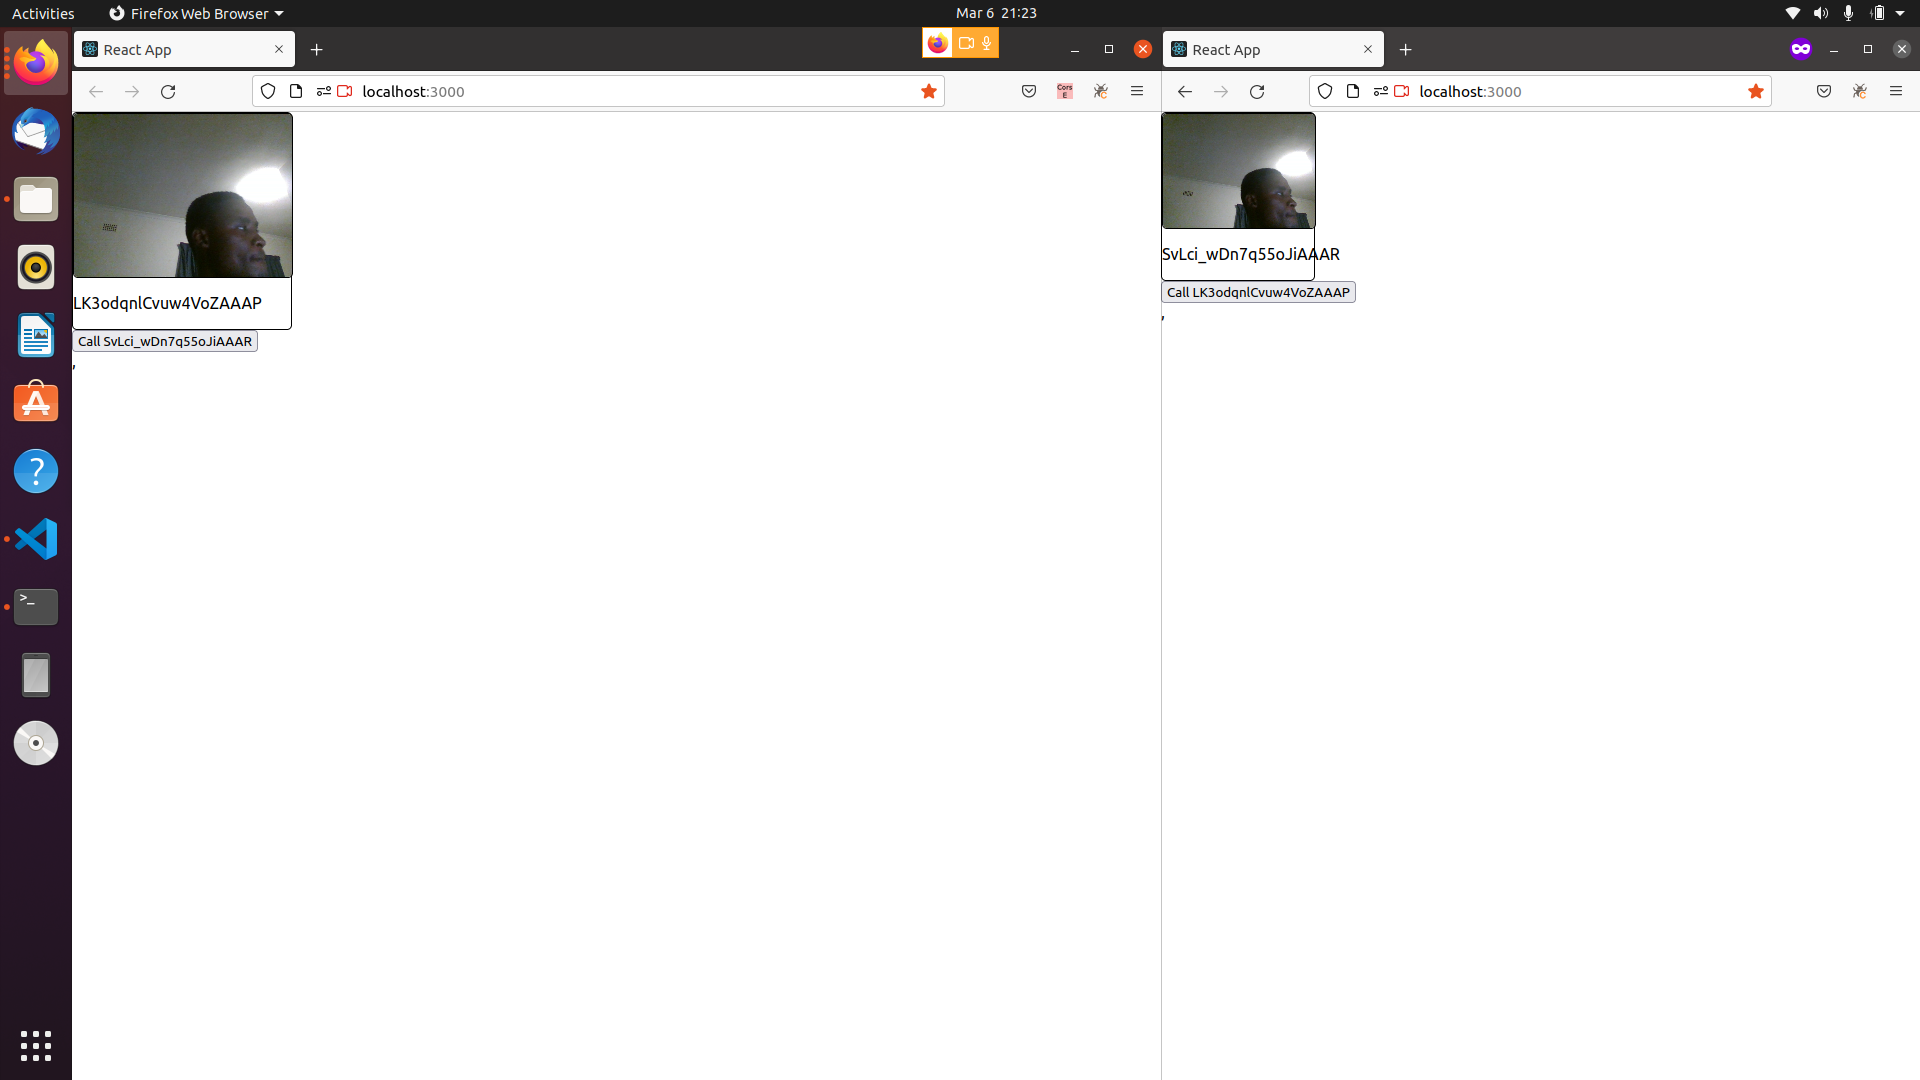 Activities
Firefox Web Browser
Mar 6 21:23
React App
React App
localhost:3000
Cors
E
localhost:3000
LK3odqnlCvuw4VoZAAAP
Call SvLci_wDn7q55oJiAAAR
,
SvLci_wDn7q55oJiAAAR
Call LK3odqnlCvuw4VoZAAAP
,